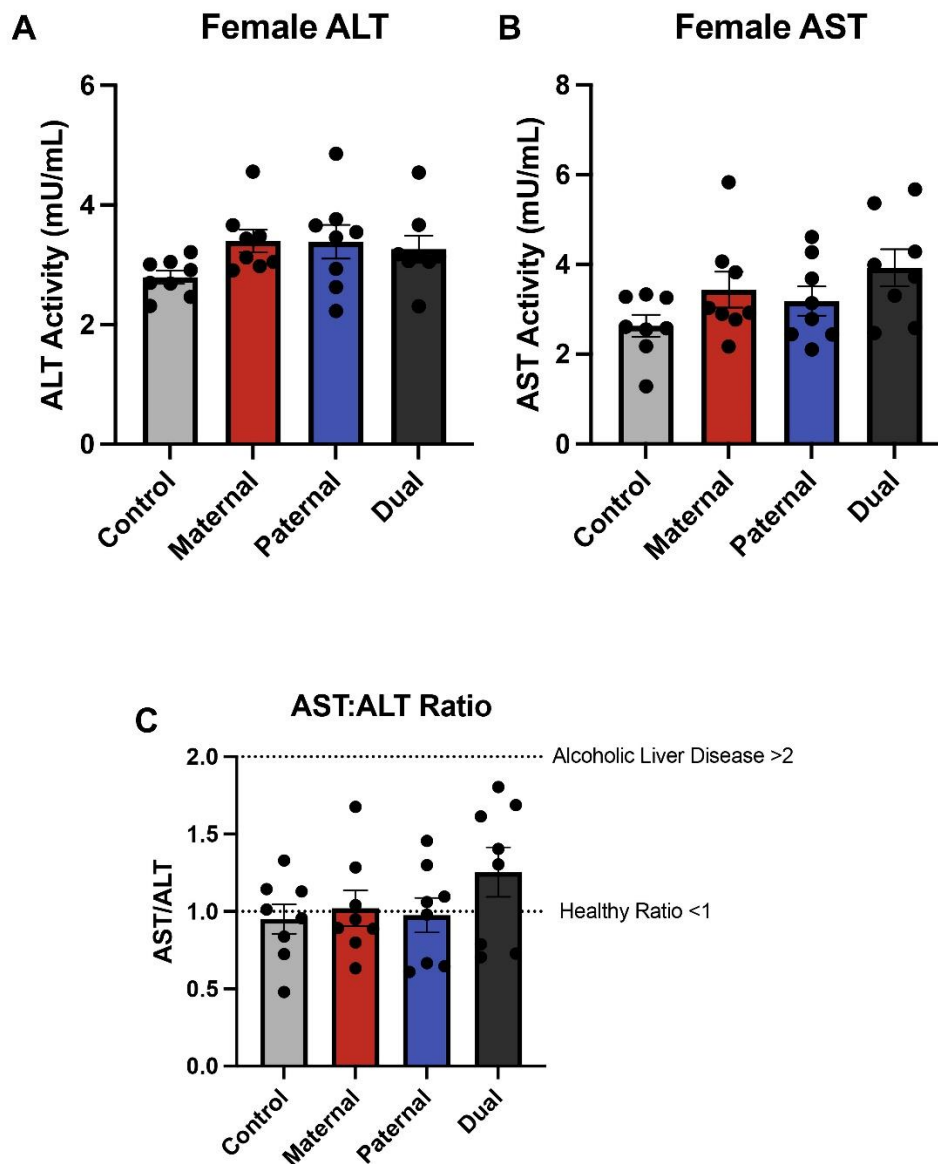 A
Female ALT
ALT Activity (mU/mL)
6
4
2
0
Control
Maternal
Paternal
Dual
B
Female AST
AST Activity (mU/mL)
8
6
4
2
0
Control
Maternal
Paternal
Dual
C
AST:ALT Ratio
AST/ALT
2.0
1.5
1.0
0.5
0.0
Alcoholic Liver Disease >2
Healthy Ratio <1
Control
Maternal
Paternal
Dual